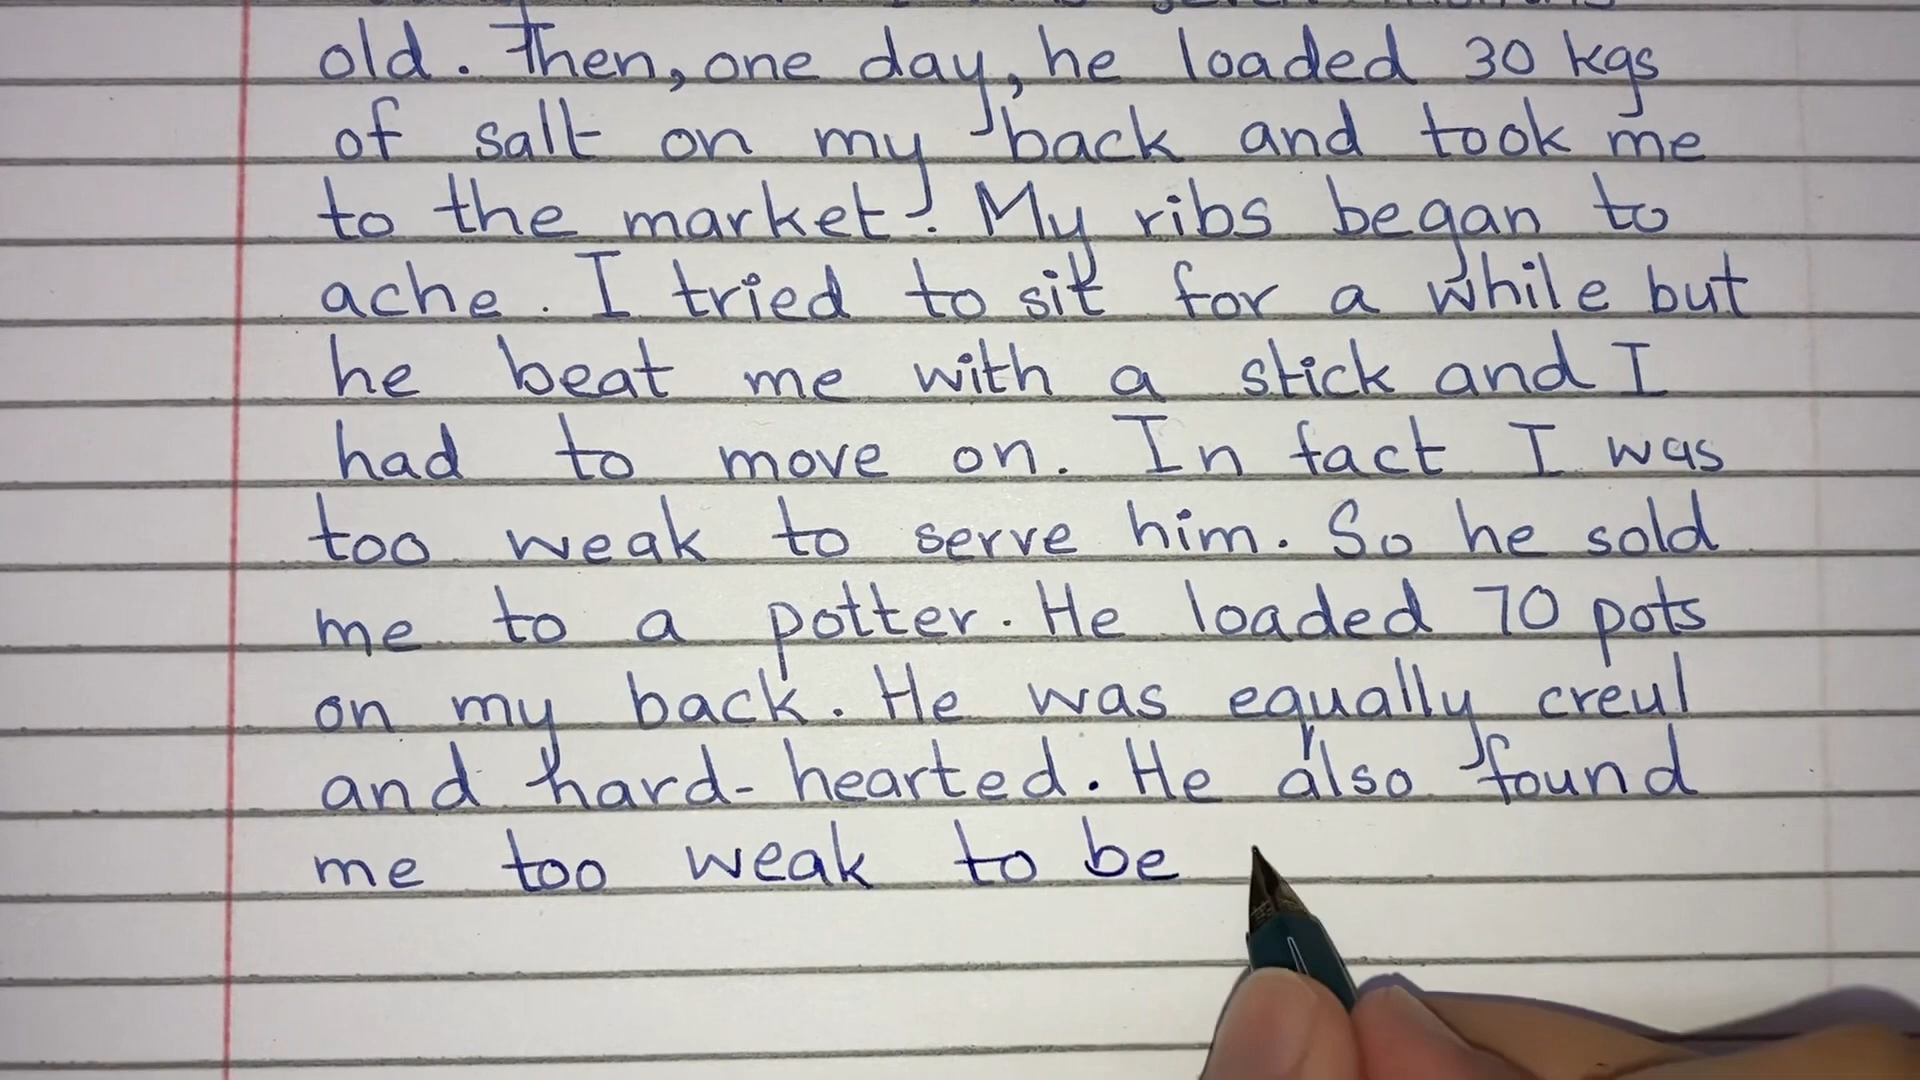 old. Then, one day, he loaded 30 kgs
of salt on my back and took me
to the market. My ribs began to
ache. I tried to sit for a while but
he beat me with a stick and I
had to move on. In fact I was
too weak to serve him. So he sold
me to a potter. He loaded 70 pots
on my back. He was equally creul
and hard-hearted. He also found
me too weak to be